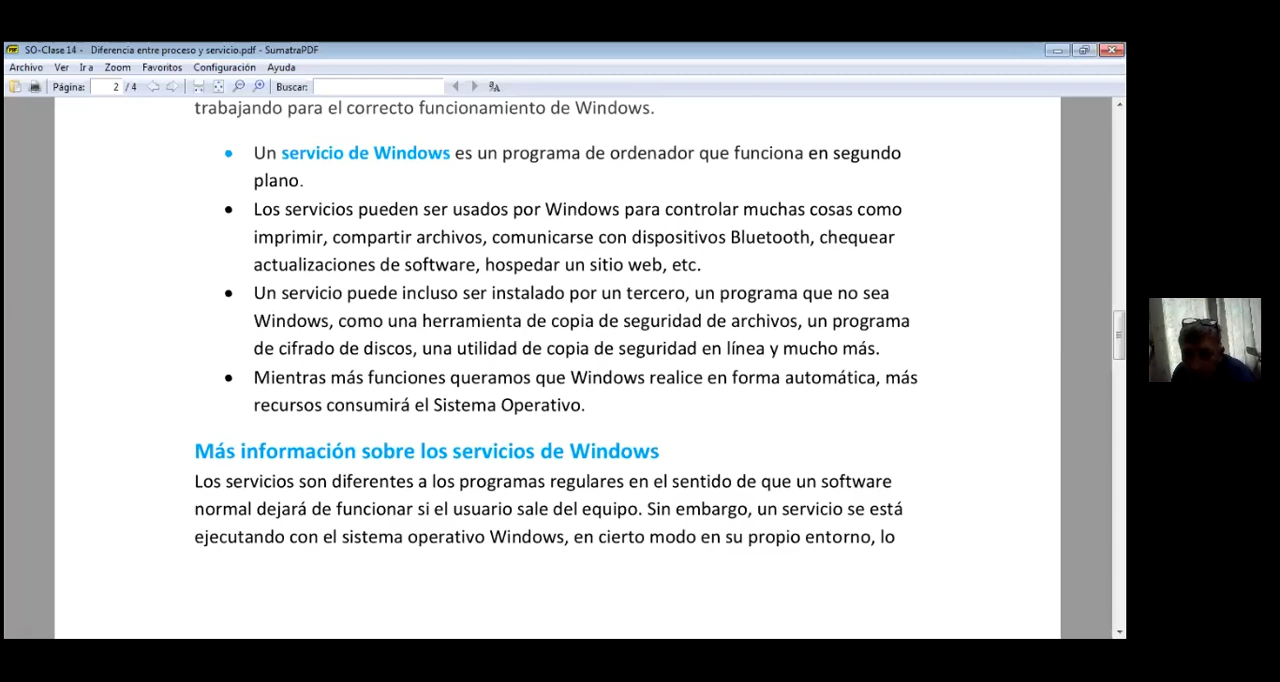 SO-Clase 14 - Diferencia entre proceso y servicio.pdf - SumatraPDF
Archivo Ver Ir a Zoom Favoritos Configuración Ayuda
Página: 2 / 4 Buscar:
trabajando para el correcto funcionamiento de Windows.
• Un servicio de Windows es un programa de ordenador que funciona en segundo
plano.
• Los servicios pueden ser usados por Windows para controlar muchas cosas como
imprimir, compartir archivos, comunicarse con dispositivos Bluetooth, chequear
actualizaciones de software, hospedar un sitio web, etc.
• Un servicio puede incluso ser instalado por un tercero, un programa que no sea
Windows, como una herramienta de copia de seguridad de archivos, un programa
de cifrado de discos, una utilidad de copia de seguridad en línea y mucho más.
• Mientras más funciones queramos que Windows realice en forma automática, más
recursos consumirá el Sistema Operativo.
Más información sobre los servicios de Windows
Los servicios son diferentes a los programas regulares en el sentido de que un software
normal dejará de funcionar si el usuario sale del equipo. Sin embargo, un servicio se está
ejecutando con el sistema operativo Windows, en cierto modo en su propio entorno, lo